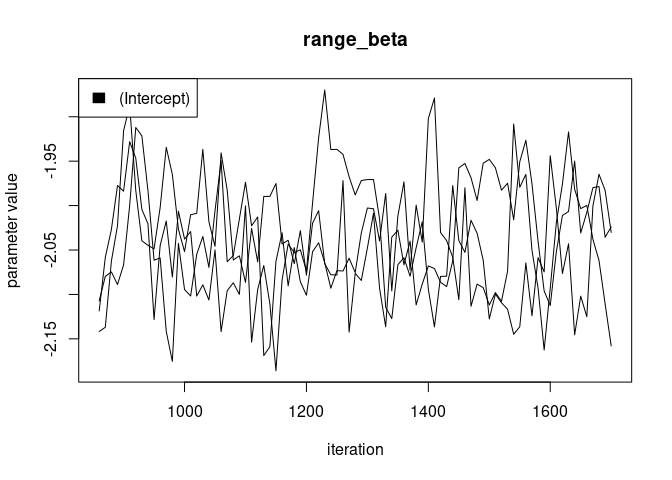 range_beta
(Intercept)
parameter value
-1.95
-2.05
-2.15
1000
1200
1400
1600
iteration